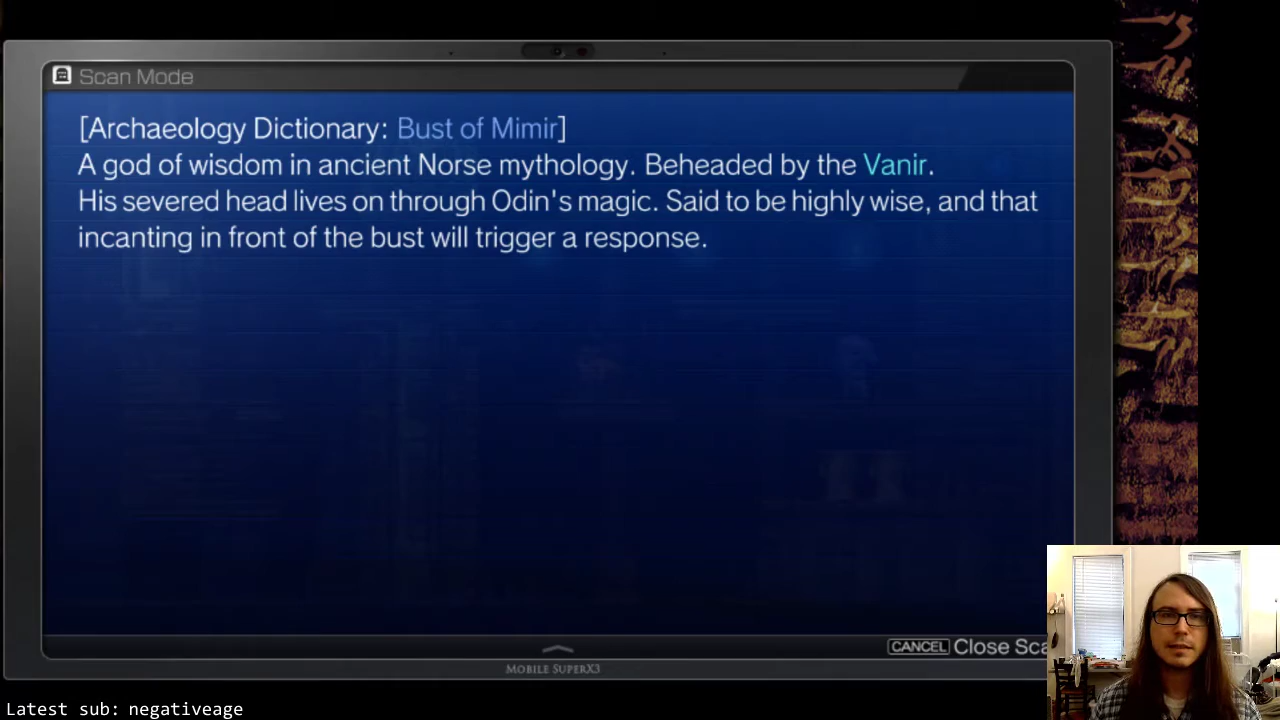 Scan Mode
[Archaeology Dictionary: Bust of Mimir]
A god of wisdom in ancient Norse mythology. Beheaded by the Vanir.
His severed head lives on through Odin's magic. Said to be highly wise, and that
incanting in front of the bust will trigger a response.
CANCEL Close Sca
MOBILE SUPERX3
Latest sub: negativeage